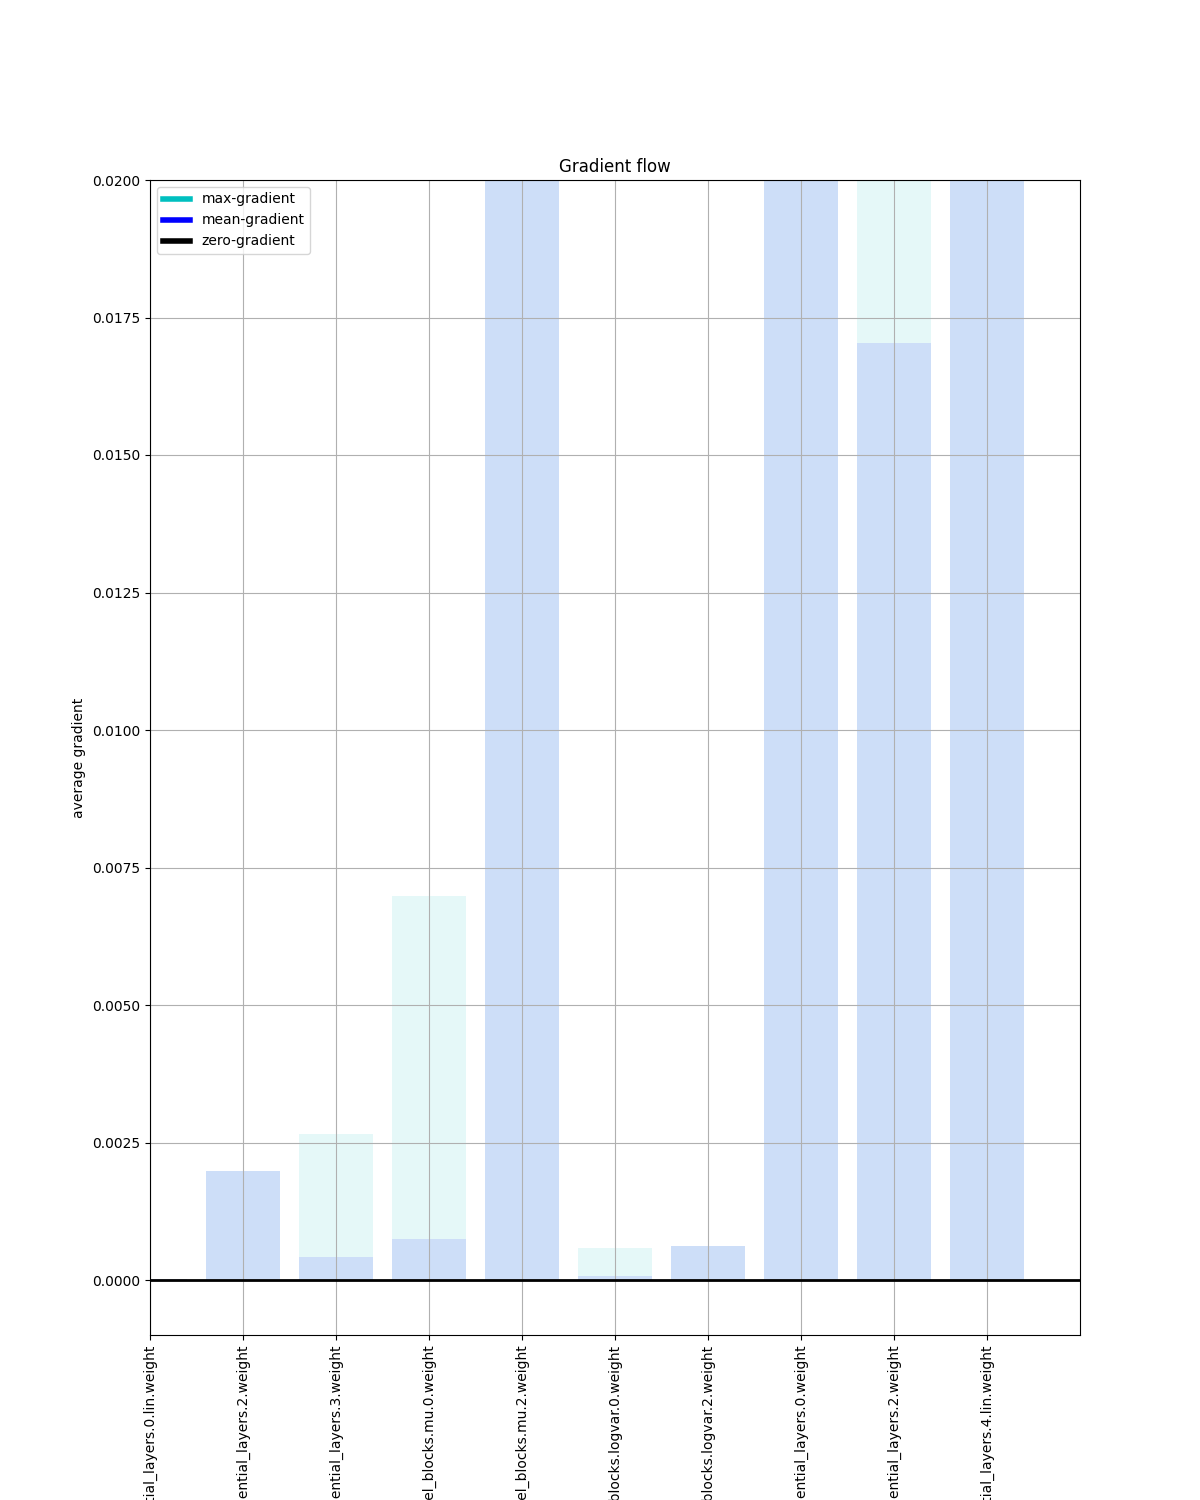 Gradient flow
max-gradient
mean-gradient
zero-gradient
0.0200
0.0175
0.0150
0.0125
0.0100
0.0075
0.0050
0.0025
0.0000
average gradient
tial_layers.0.lin.weight
ential_layers.2.weight
ential_layers.3.weight
el_blocks.mu.0.weight
el_blocks.mu.2.weight
blocks.logvar.0.weight
blocks.logvar.2.weight
ential_layers.0.weight
ential_layers.2.weight
tial_layers.4.lin.weight